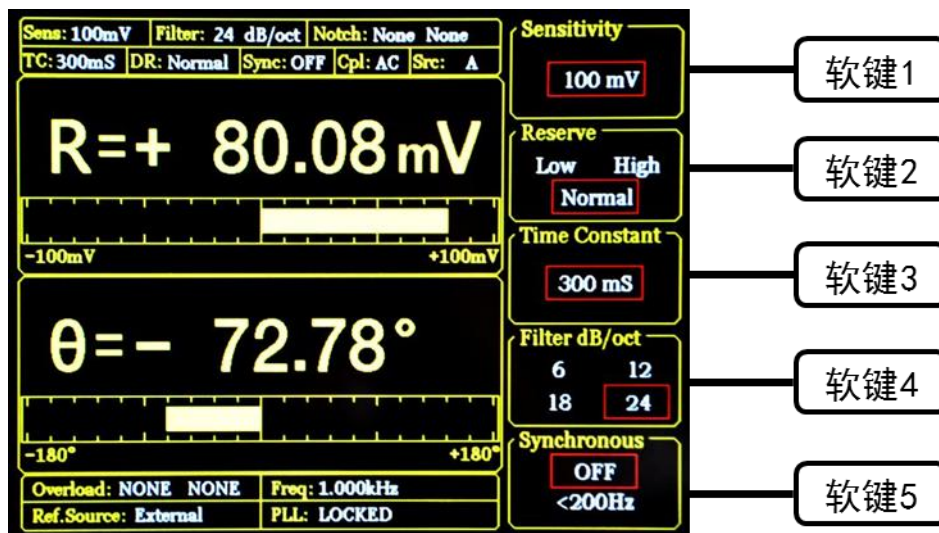 Sens: 100mV Filter: 24 dB/oct Notch: None None
TC: 300mS DR: Normal Sync: OFF Cpl: AC Src: A
R=+ 80.08 mV
-100mV +100mV
θ=- 72.78°
-180° +180°
Overload: NONE NONE Freq: 1.000kHz
Ref.Source: External PLL: LOCKED
Sensitivity
100 mV
Reserve
Low High
Normal
Time Constant
300 mS
Filter dB/oct
6 12
18 24
Synchronous
OFF
<200Hz
软键1
软键2
软键3
软键4
软键5